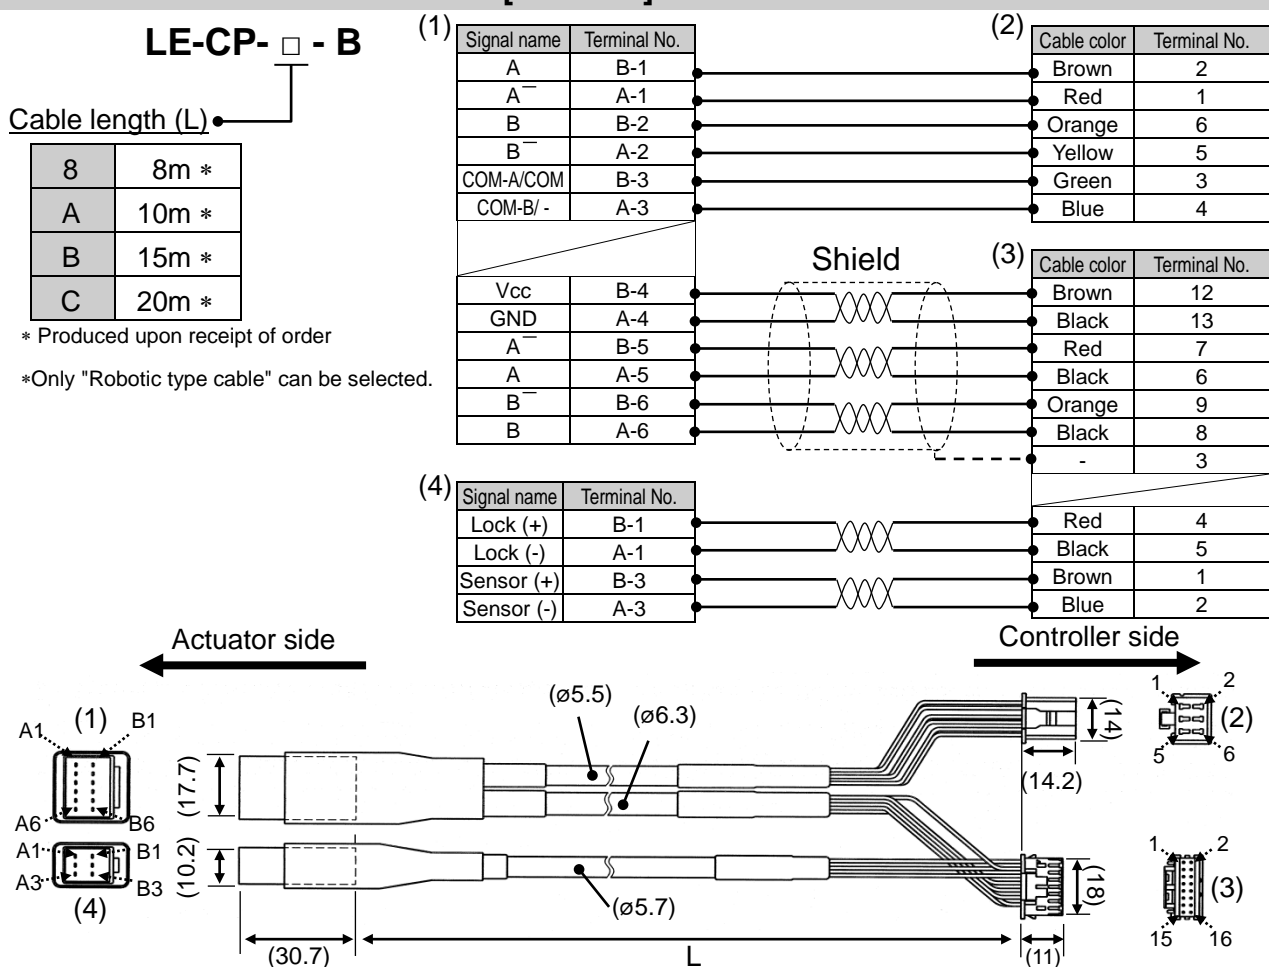 LE-CP- □ - B
Cable length (L)
8 8m *
A 10m *
B 15m *
C 20m *
* Produced upon receipt of order
*Only "Robotic type cable" can be selected.
(1)
Signal name Terminal No.
A B-1
A¯ A-1
B B-2
B¯ A-2
COM-A/COM B-3
COM-B/ - A-3
Vcc B-4
GND A-4
A¯ B-5
A A-5
B¯ B-6
B A-6
Shield
(2)
Cable color Terminal No.
Brown 2
Red 1
Orange 6
Yellow 5
Green 3
Blue 4
(3)
Cable color Terminal No.
Brown 12
Black 13
Red 7
Black 6
Orange 9
Black 8
- 3
Red 4
Black 5
Brown 1
Blue 2
(4)
Signal name Terminal No.
Lock (+) B-1
Lock (-) A-1
Sensor (+) B-3
Sensor (-) A-3
Actuator side
Controller side
A1 (1) B1
A6 B6
A1 B1
A3 B3
(4)
(17.7)
(10.2)
(30.7)
(ø5.5)
(ø6.3)
(ø5.7)
L
(14)
(14.2)
(18)
(11)
1 2
(2)
5 6
1 2
(3)
15 16